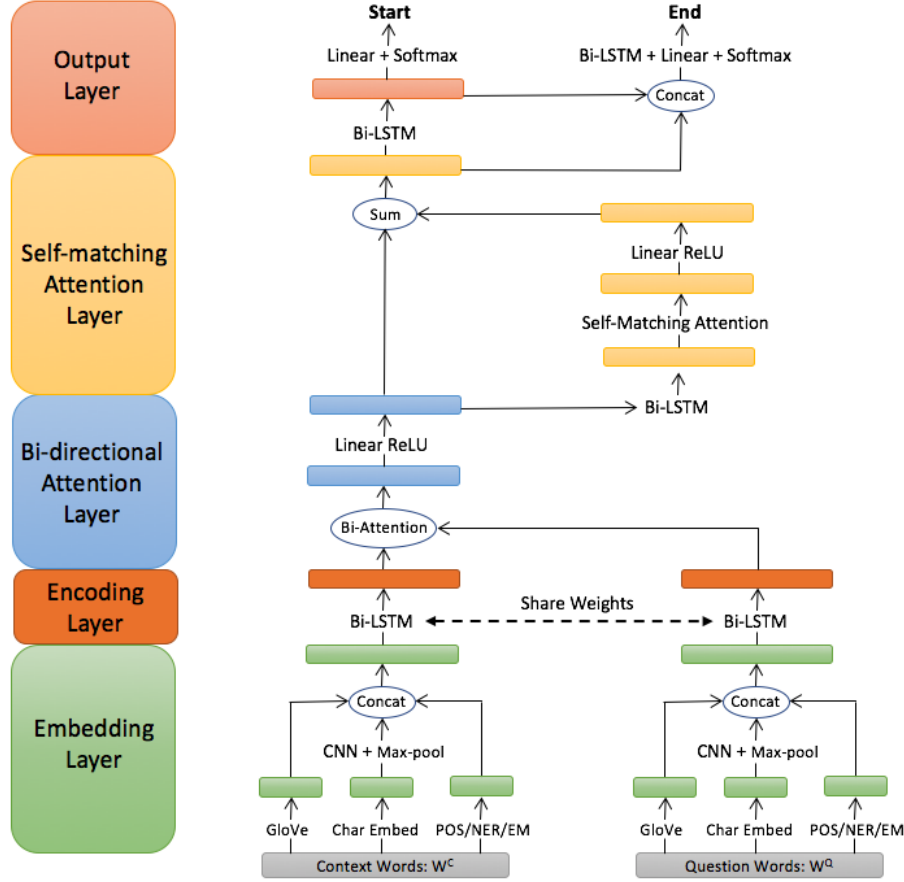 Start
End
Output
Layer
Linear + Softmax
Bi-LSTM + Linear + Softmax
Concat
Bi-LSTM
Self-matching
Attention
Layer
Sum
Linear ReLU
Self-Matching Attention
Bi-LSTM
Bi-directional
Attention
Layer
Linear ReLU
Bi-Attention
Encoding
Layer
Share Weights
Bi-LSTM
Bi-LSTM
Embedding
Layer
Concat
Concat
CNN + Max-pool
CNN + Max-pool
GloVe
Char Embed
POS/NER/EM
GloVe
Char Embed
POS/NER/EM
Context Words: W^C
Question Words: W^Q